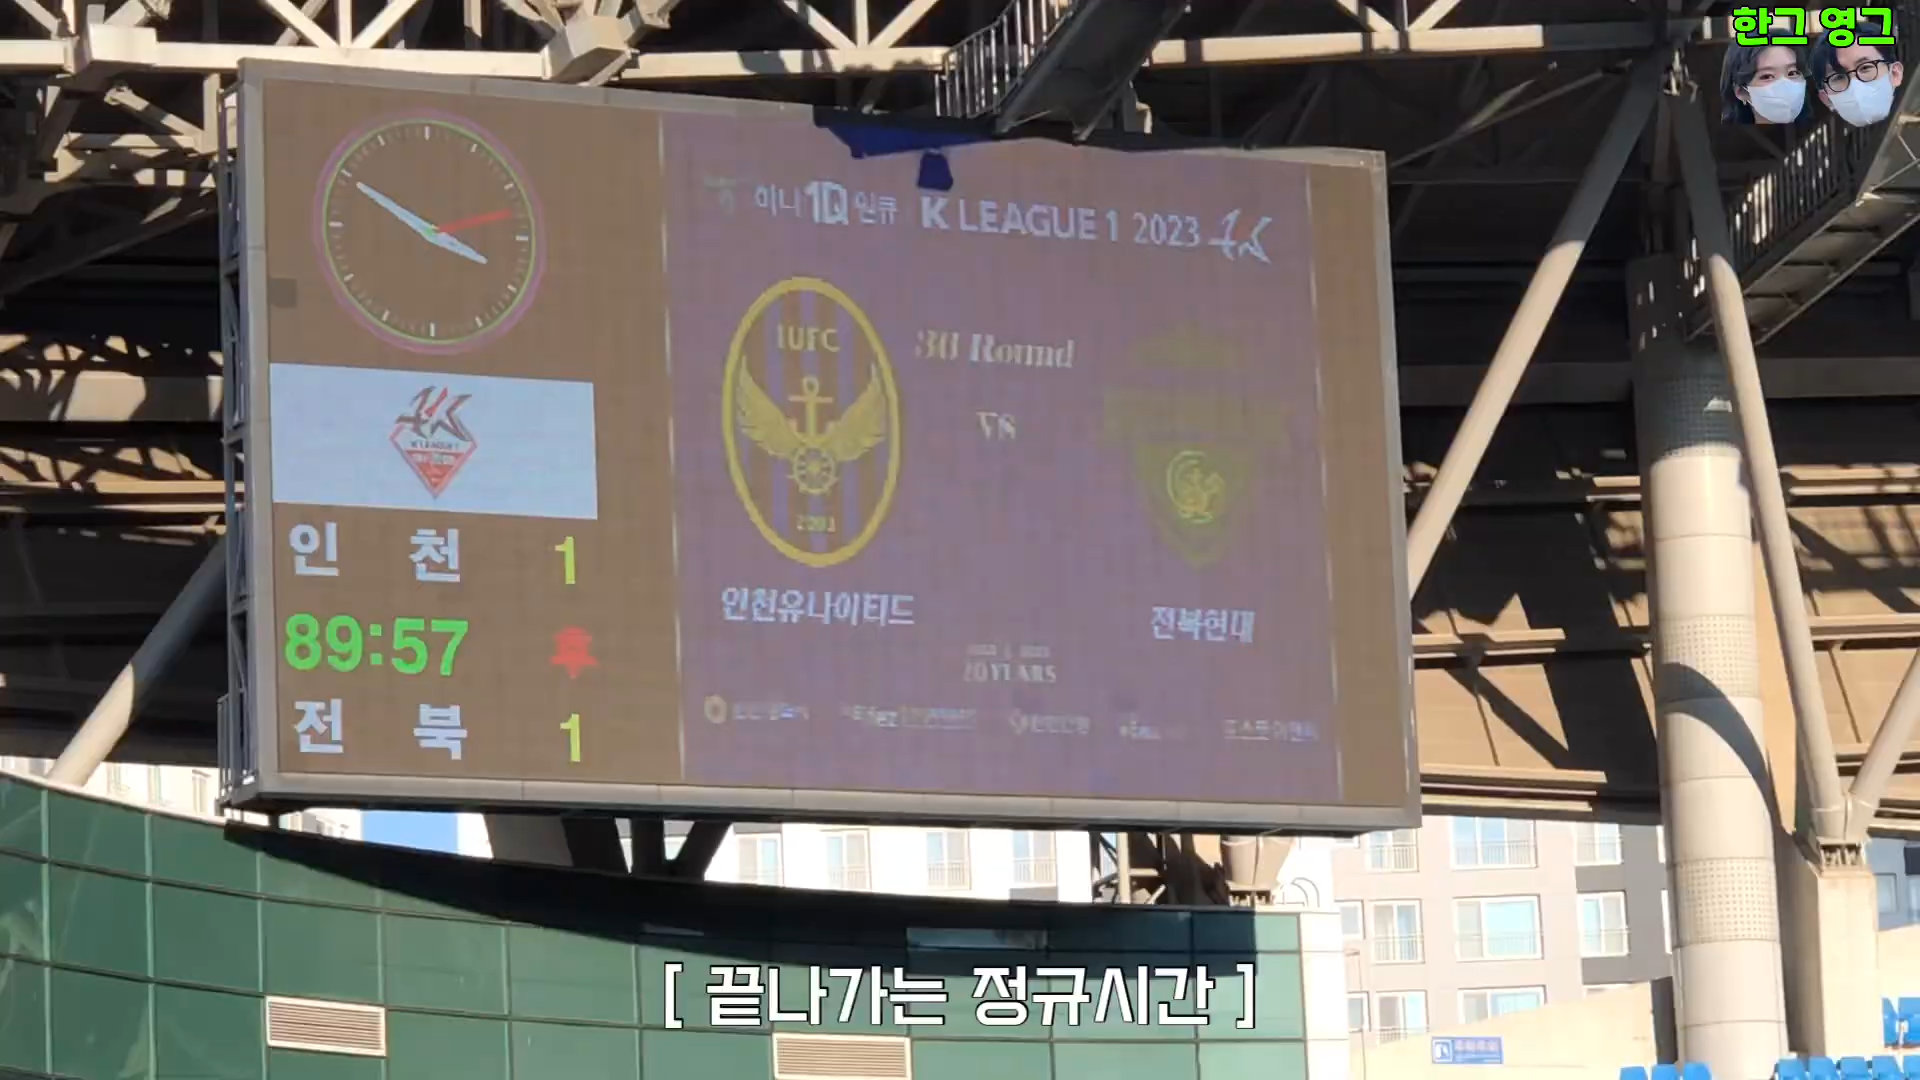 한그 영그
하나 1Q 원큐 K LEAGUE 1 2023
IUFC
30 Round
VS
2003
인천유나이티드
전북현대
20 YEARS
인 천 1
89:57 후
전 북 1
[ 끝나가는 정규시간 ]